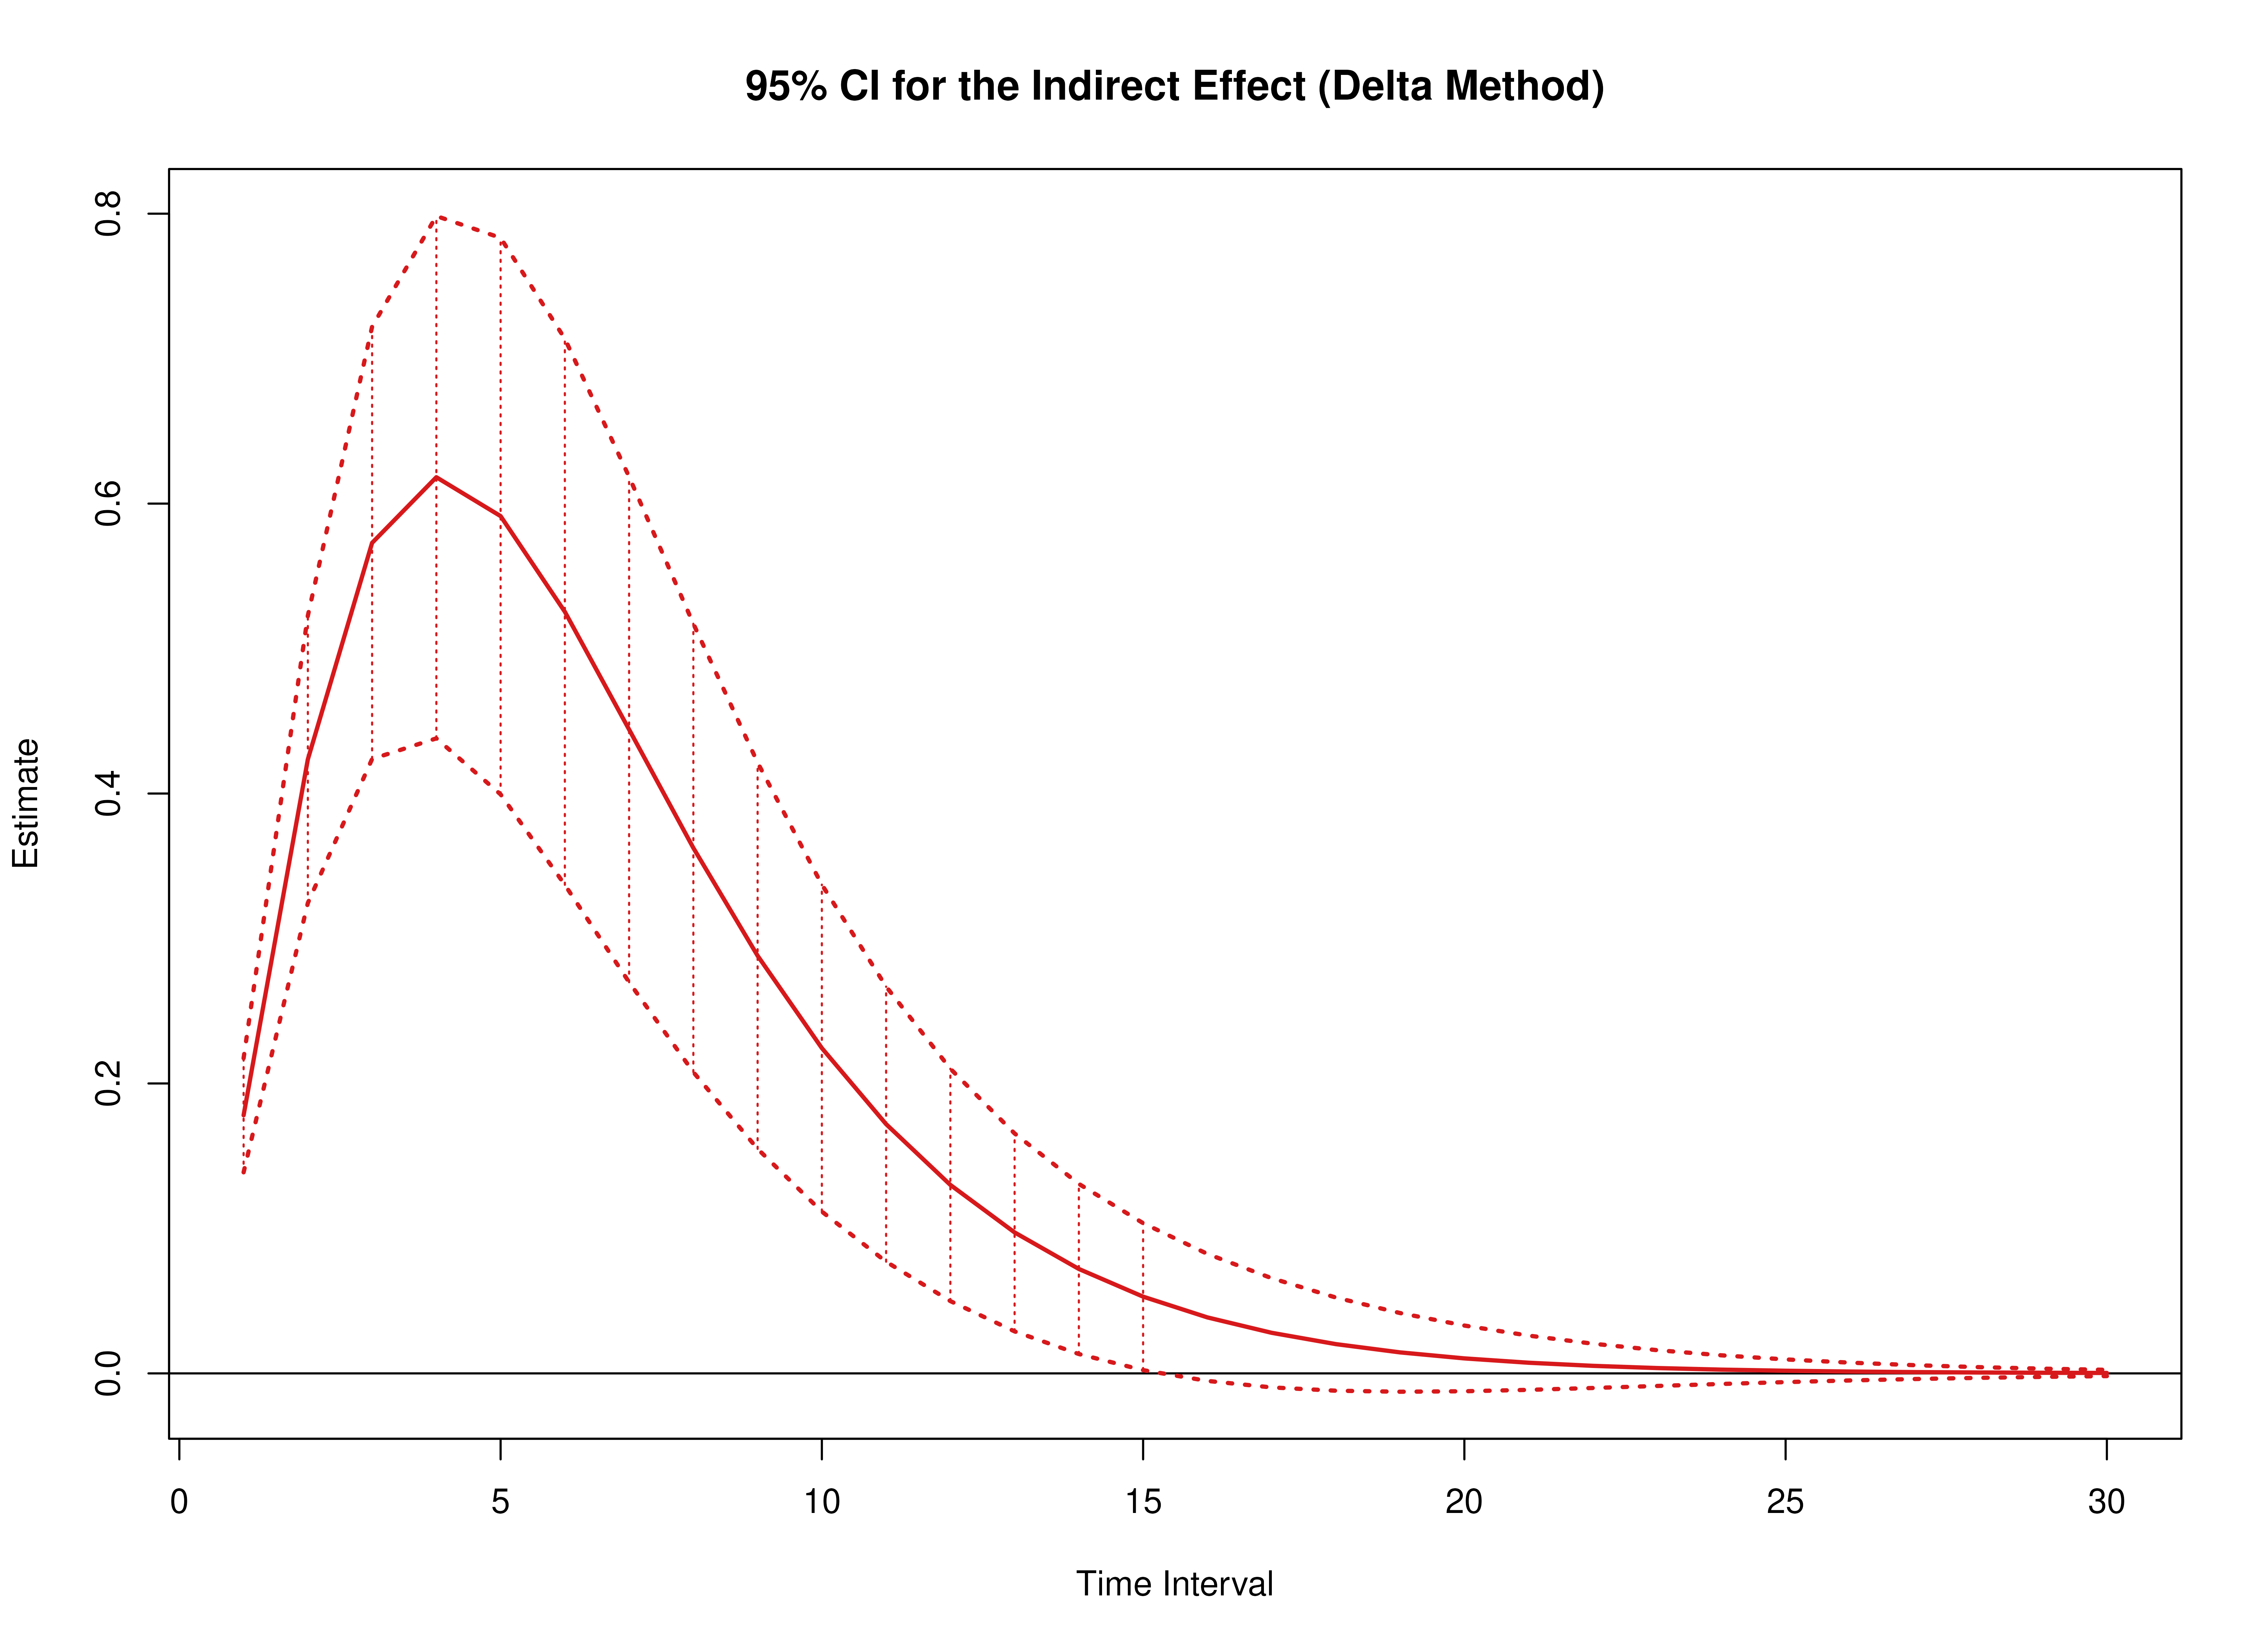 95% CI for the Indirect Effect (Delta Method)
Estimate
0.8
0.6
0.4
0.2
0.0
0 5 10 15 20 25 30
Time Interval